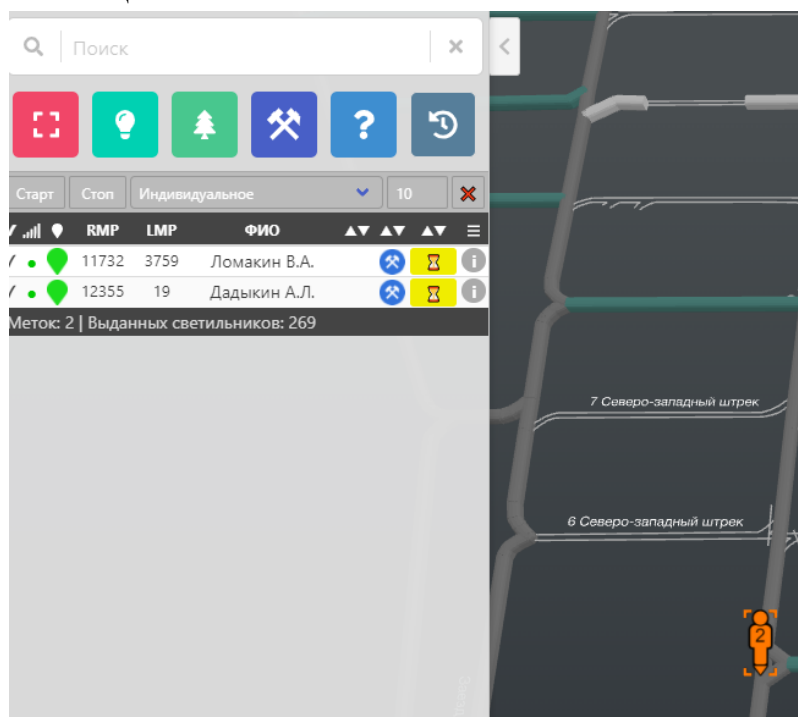 Поиск
Старт Стоп Индивидуальное 10
RMP LMP ФИО
11732 3759 Ломакин В.А.
12355 19 Дадыкин А.Л.
Меток: 2 | Выданных светильников: 269
7 Северо-западный штрек
6 Северо-западный штрек
2